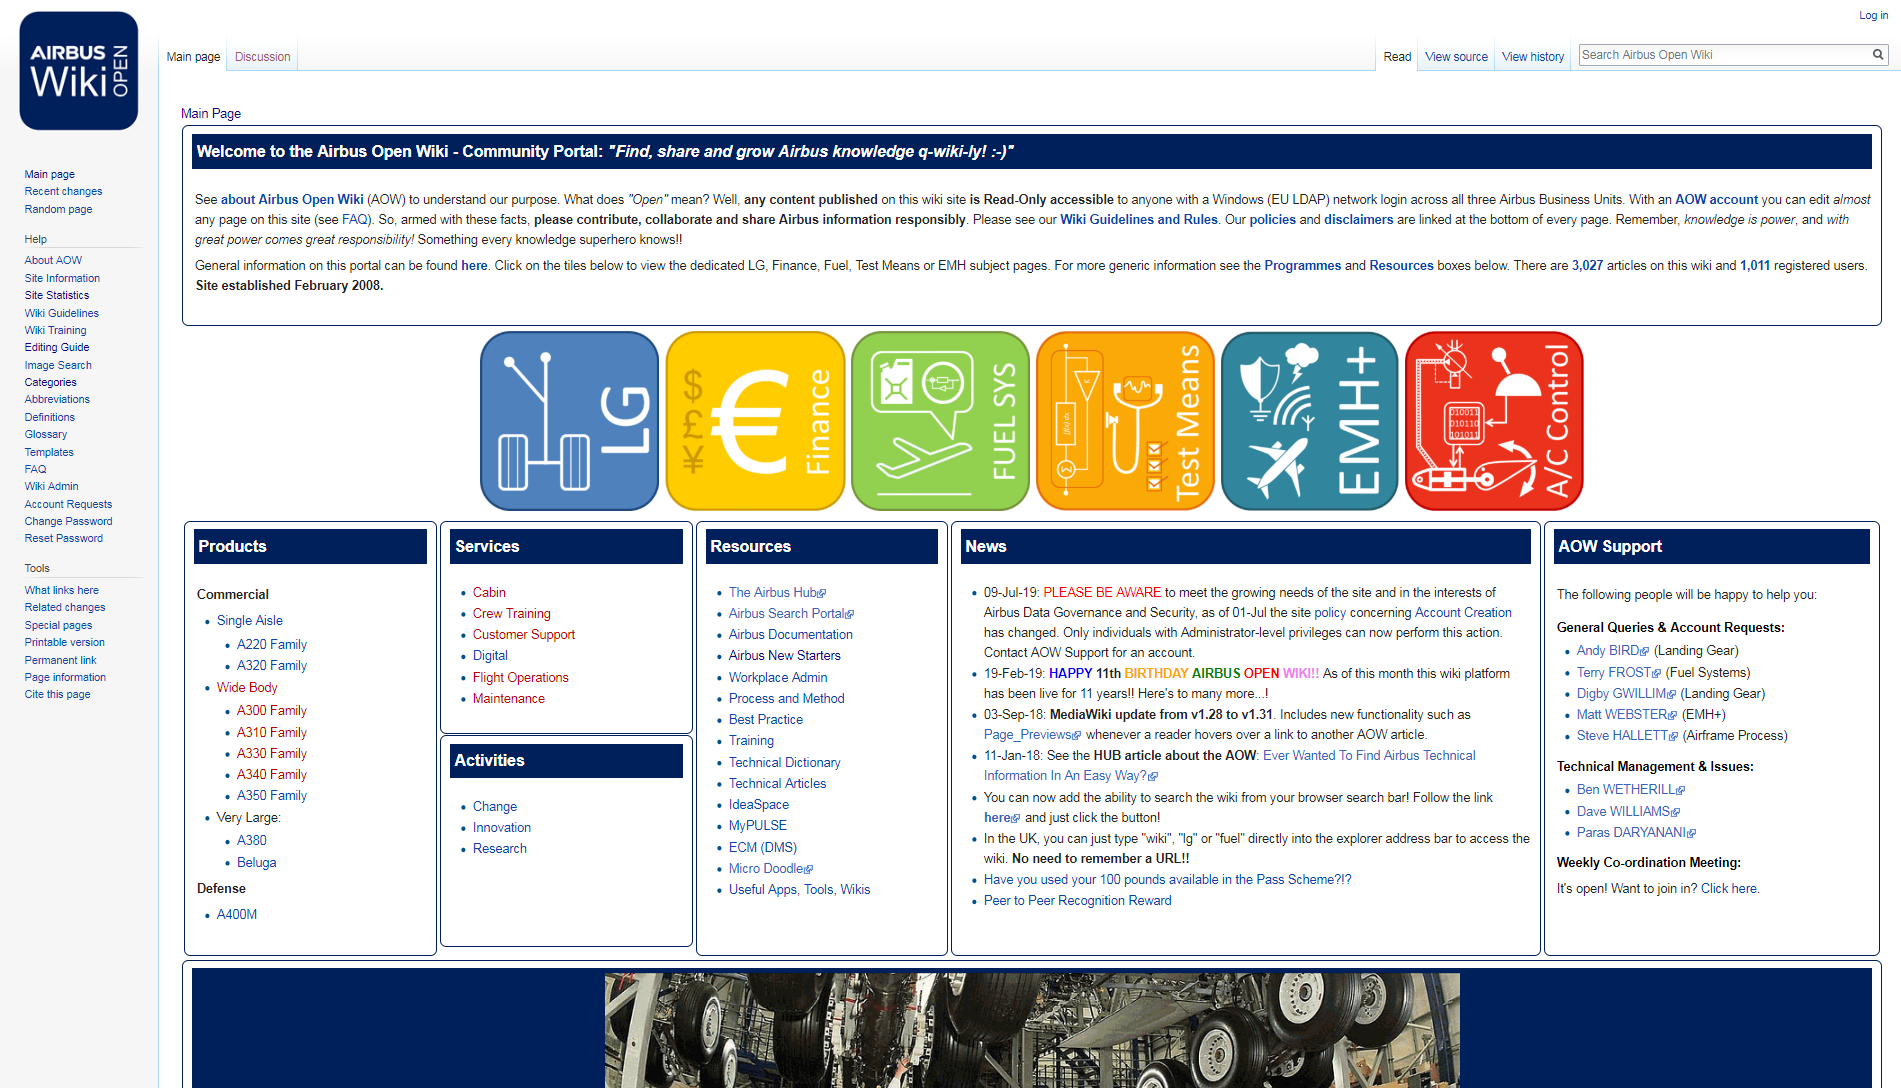 Log in
AIRBUS
Wiki OPEN
Main page
Discussion
Read
View source
View history
Search Airbus Open Wiki
Main Page
Welcome to the Airbus Open Wiki - Community Portal: "Find, share and grow Airbus knowledge q-wiki-ly! :-)"
See about Airbus Open Wiki (AOW) to understand our purpose. What does "Open" mean? Well, any content published on this wiki site is Read-Only accessible to anyone with a Windows (EU LDAP) network login across all three Airbus Business Units. With an AOW account you can edit almost
any page on this site (see FAQ). So, armed with these facts, please contribute, collaborate and share Airbus information responsibly. Please see our Wiki Guidelines and Rules. Our policies and disclaimers are linked at the bottom of every page. Remember, knowledge is power, and with
great power comes great responsibility! Something every knowledge superhero knows!!
General information on this portal can be found here. Click on the tiles below to view the dedicated LG, Finance, Fuel, Test Means or EMH subject pages. For more generic information see the Programmes and Resources boxes below. There are 3,027 articles on this wiki and 1,011 registered users.
Site established February 2008.
Main page
Recent changes
Random page
Help
About AOW
Site Information
Site Statistics
Wiki Guidelines
Wiki Training
Editing Guide
Image Search
Categories
Abbreviations
Definitions
Glossary
Templates
FAQ
Wiki Admin
Account Requests
Change Password
Reset Password
Tools
What links here
Related changes
Special pages
Printable version
Permanent link
Page information
Cite this page
LG
$
£
¥
€
Finance
FUEL SYS
Test Means
EMH+
010011
010110
101011
A/C Control
Products
Commercial
Single Aisle
A220 Family
A320 Family
Wide Body
A300 Family
A310 Family
A330 Family
A340 Family
A350 Family
Very Large:
A380
Beluga
Defense
A400M
Services
Cabin
Crew Training
Customer Support
Digital
Flight Operations
Maintenance
Activities
Change
Innovation
Research
Resources
The Airbus Hub
Airbus Search Portal
Airbus Documentation
Airbus New Starters
Workplace Admin
Process and Method
Best Practice
Training
Technical Dictionary
Technical Articles
IdeaSpace
MyPULSE
ECM (DMS)
Micro Doodle
Useful Apps, Tools, Wikis
News
09-Jul-19: PLEASE BE AWARE to meet the growing needs of the site and in the interests of
Airbus Data Governance and Security, as of 01-Jul the site policy concerning Account Creation
has changed. Only individuals with Administrator-level privileges can now perform this action.
Contact AOW Support for an account.
19-Feb-19: HAPPY 11th BIRTHDAY AIRBUS OPEN WIKI!! As of this month this wiki platform
has been live for 11 years!! Here's to many more...!
03-Sep-18: MediaWiki update from v1.28 to v1.31. Includes new functionality such as
Page_Previews whenever a reader hovers over a link to another AOW article.
11-Jan-18: See the HUB article about the AOW: Ever Wanted To Find Airbus Technical
Information In An Easy Way?
You can now add the ability to search the wiki from your browser search bar! Follow the link
here and just click the button!
In the UK, you can just type "wiki", "lg" or "fuel" directly into the explorer address bar to access the
wiki. No need to remember a URL!!
Have you used your 100 pounds available in the Pass Scheme?!?
Peer to Peer Recognition Reward
AOW Support
The following people will be happy to help you:
General Queries & Account Requests:
Andy BIRD (Landing Gear)
Terry FROST (Fuel Systems)
Digby GWILLIM (Landing Gear)
Matt WEBSTER (EMH+)
Steve HALLETT (Airframe Process)
Technical Management & Issues:
Ben WETHERILL
Dave WILLIAMS
Paras DARYANANI
Weekly Co-ordination Meeting:
It's open! Want to join in? Click here.